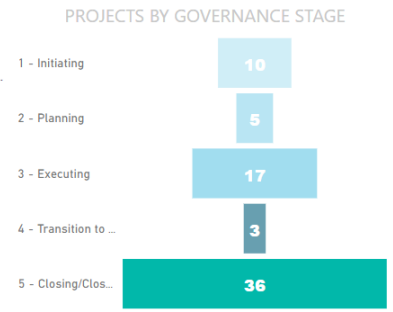 PROJECTS BY GOVERNANCE STAGE
1 - Initiating 10
2 - Planning 5
3 - Executing 17
4 - Transition to ... 3
5 - Closing/Clos... 36